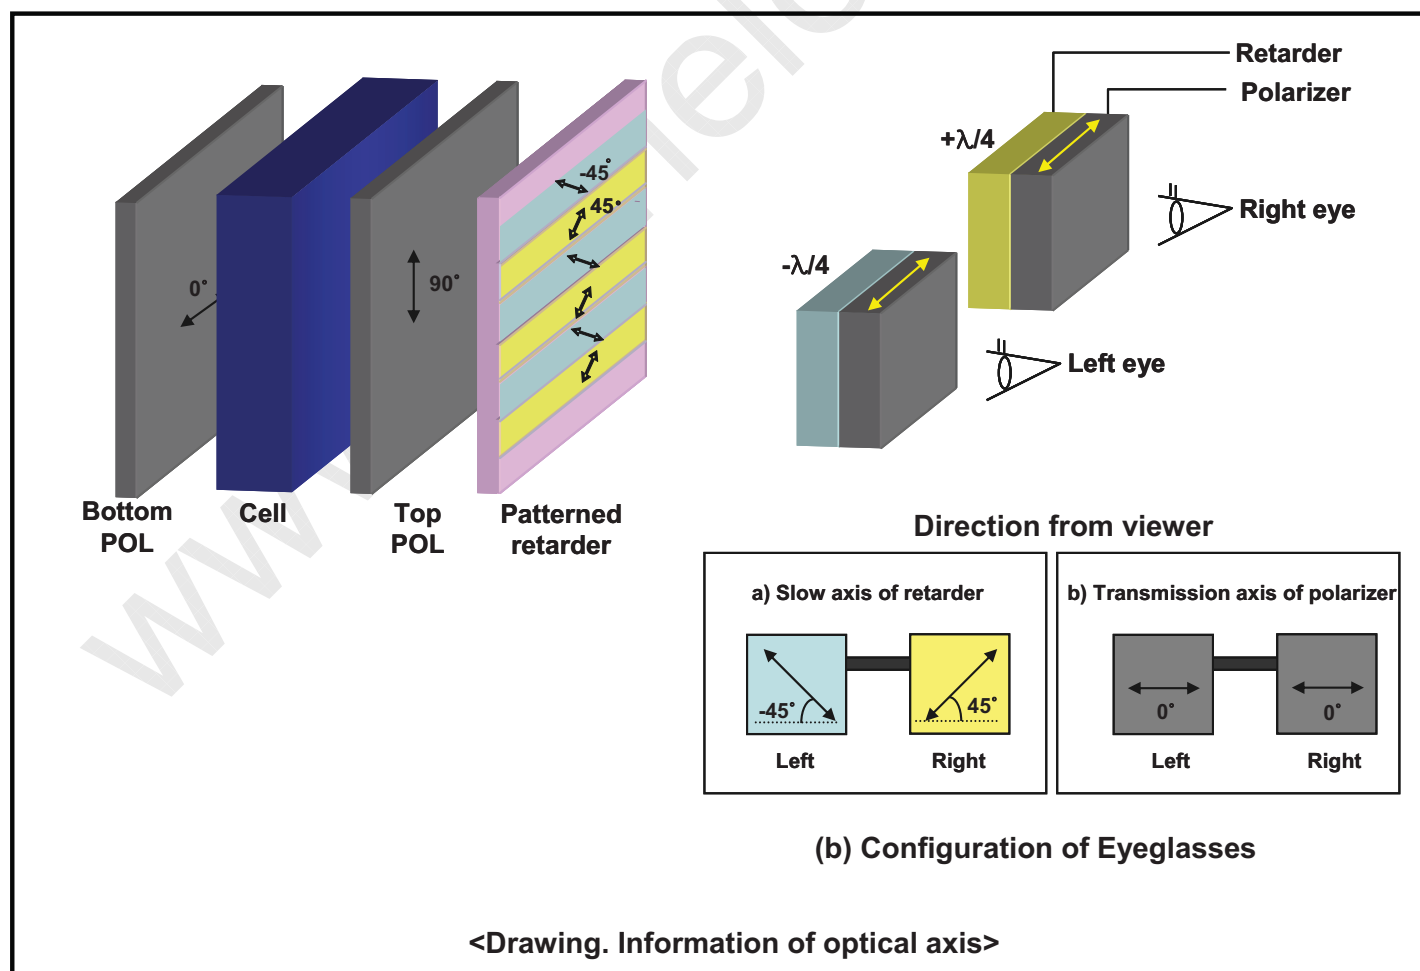 Retarder
Polarizer
+λ/4
-45°
45°
Right eye
-λ/4
0°
90°
Left eye
Bottom
POL
Cell
Top
POL
Patterned
retarder
Direction from viewer
a) Slow axis of retarder
-45°
45°
Left
Right
b) Transmission axis of polarizer
0°
0°
Left
Right
(b) Configuration of Eyeglasses
<Drawing. Information of optical axis>